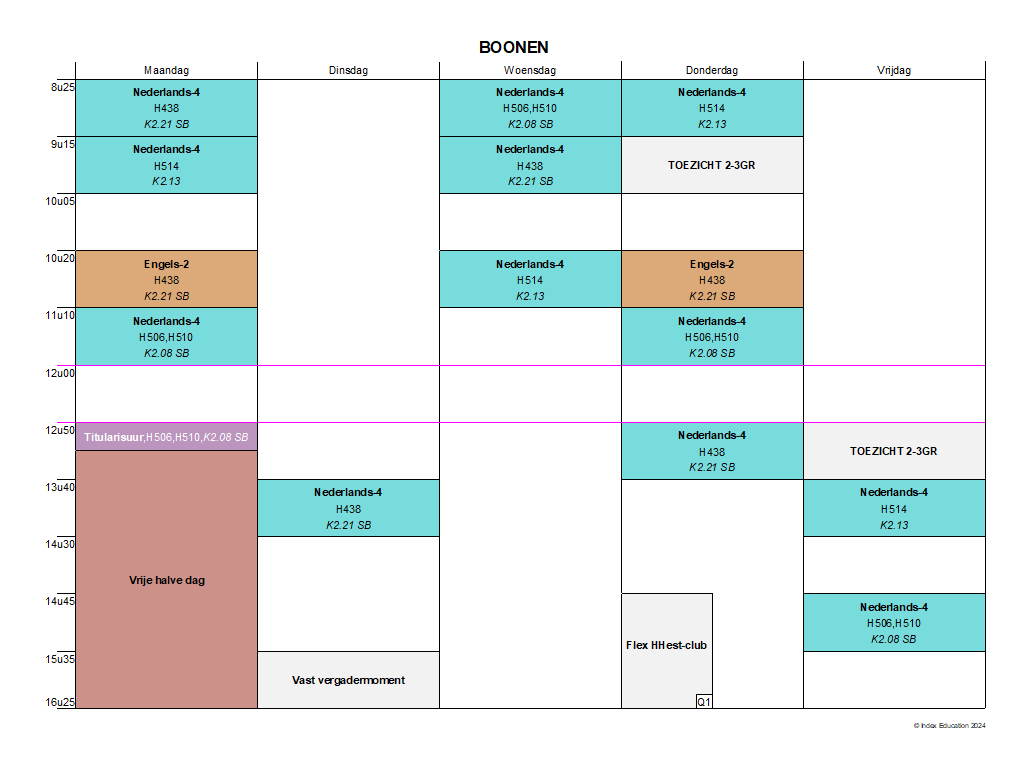 BOONEN
Maandag Dinsdag Woensdag Donderdag Vrijdag
8u25
Nederlands-4
H438
K2.21 SB
Nederlands-4
H506,H510
K2.08 SB
Nederlands-4
H514
K2.13
9u15
Nederlands-4
H514
K2.13
Nederlands-4
H438
K2.21 SB
TOEZICHT 2-3GR
10u05
10u20
Engels-2
H438
K2.21 SB
Nederlands-4
H514
K2.13
Engels-2
H438
K2.21 SB
11u10
Nederlands-4
H506,H510
K2.08 SB
Nederlands-4
H506,H510
K2.08 SB
12u00
12u50
Titularisuur,H506,H510,K2.08 SB
Nederlands-4
H438
K2.21 SB
TOEZICHT 2-3GR
13u40
Vrije halve dag
Nederlands-4
H438
K2.21 SB
Nederlands-4
H514
K2.13
14u30
14u45
Flex HHest-club
Q1
Nederlands-4
H506,H510
K2.08 SB
15u35
Vast vergadermoment
16u25
© Index Education 2024